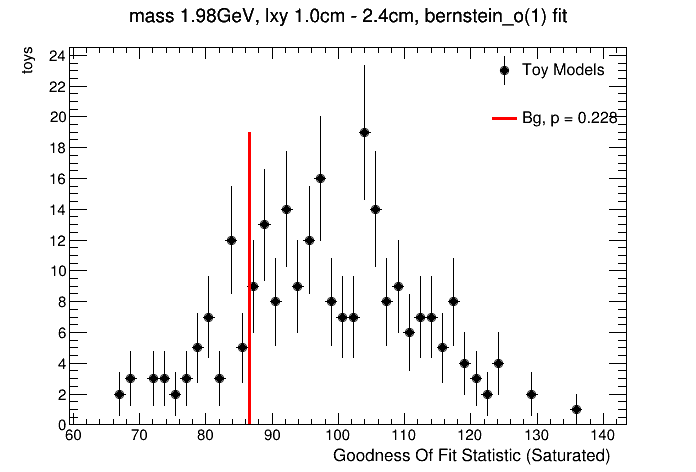 mass 1.98GeV, lxy 1.0cm - 2.4cm, bernstein_o(1) fit
toys
24
22
20
18
16
14
12
10
8
6
4
2
0
Toy Models
Bg, p = 0.228
60 70 80 90 100 110 120 130 140
Goodness Of Fit Statistic (Saturated)